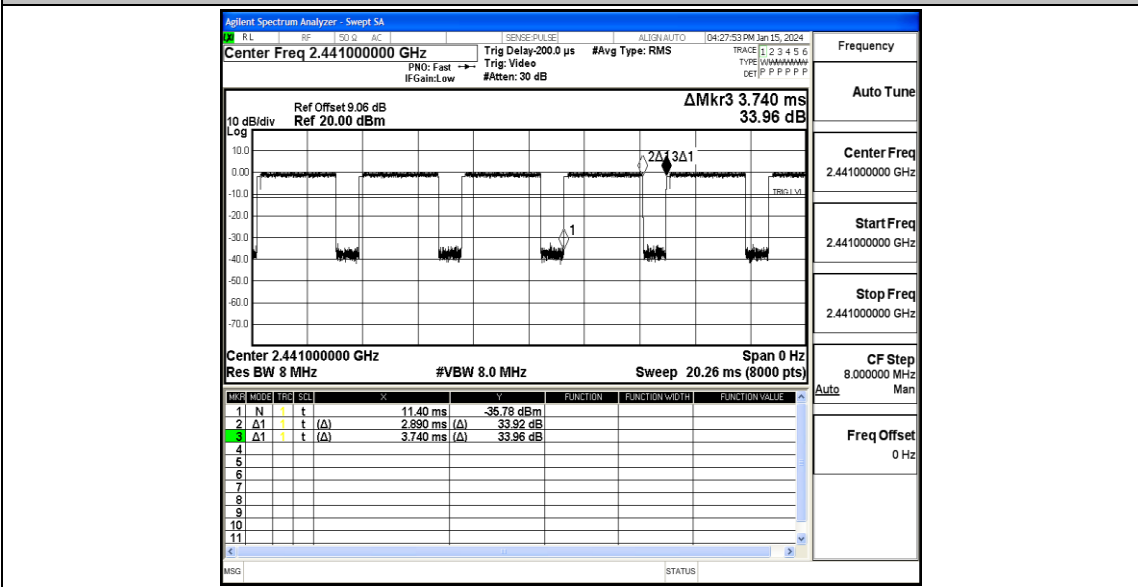 Agilent Spectrum Analyzer - Swept SA
RL RF 50 Ω AC SENSE:PULSE ALIGNAUTO 04:27:53 PM Jan 15, 2024
Center Freq 2.441000000 GHz
PNO: Fast
IFGain:Low
Trig Delay-200.0 µs
Trig: Video
#Atten: 30 dB
#Avg Type: RMS
TRACE 1 2 3 4 5 6
TYPE
DET P P P P P P
ΔMkr3 3.740 ms
33.96 dB
Ref Offset 9.06 dB
10 dB/div Ref 20.00 dBm
Log
10.0
0.00
-10.0
-20.0
-30.0
-40.0
-50.0
-60.0
-70.0
2Δ1 3Δ1
TRIG LVL
1
Center 2.441000000 GHz Span 0 Hz
Res BW 8 MHz #VBW 8.0 MHz Sweep 20.26 ms (8000 pts)
MKR MODE TRC SCL X Y FUNCTION FUNCTION WIDTH FUNCTION VALUE
1 N 1 t 11.40 ms -35.78 dBm
2 Δ1 1 t (Δ) 2.890 ms (Δ) 33.92 dB
3 Δ1 1 t (Δ) 3.740 ms (Δ) 33.96 dB
4
5
6
7
8
9
10
11
MSG STATUS
Frequency
Auto Tune
Center Freq
2.441000000 GHz
Start Freq
2.441000000 GHz
Stop Freq
2.441000000 GHz
CF Step
8.000000 MHz
Auto Man
Freq Offset
0 Hz